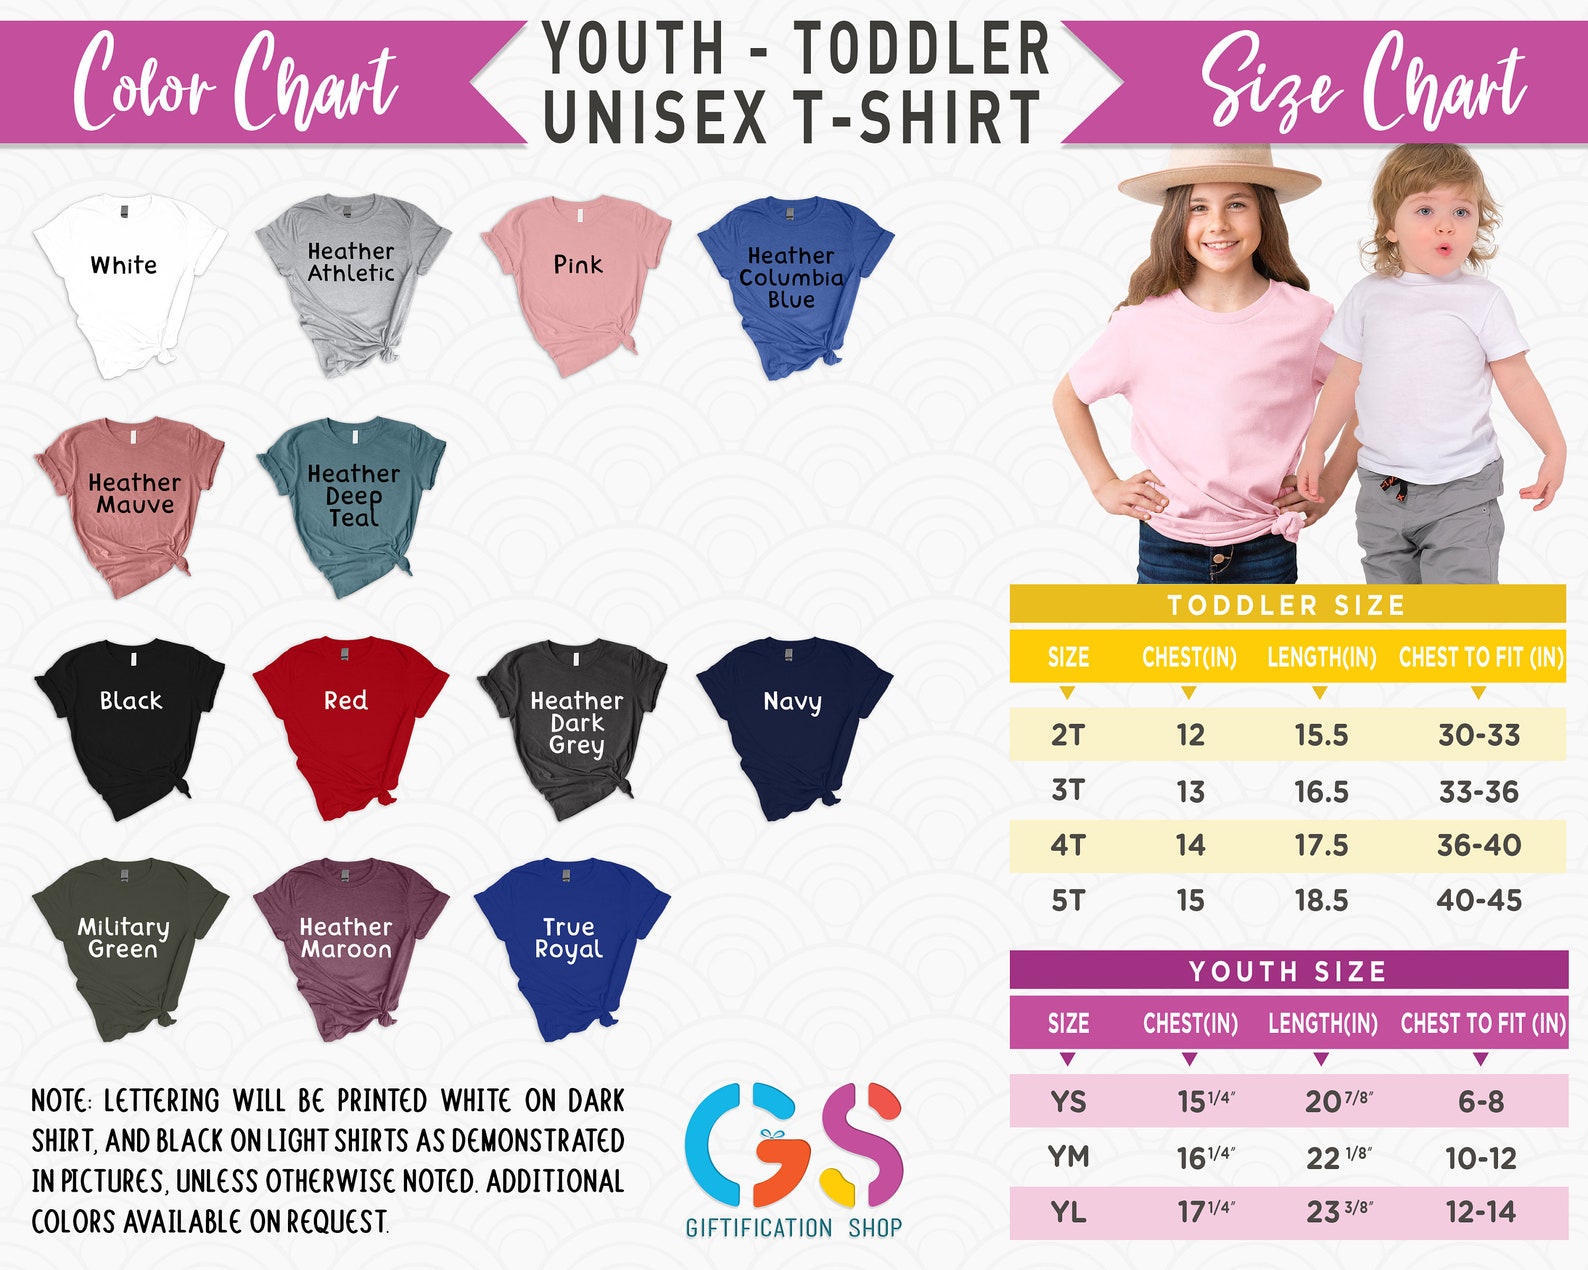 Color Chart
YOUTH - TODDLER
UNISEX T-SHIRT
Size Chart
White
Heather
Athletic
Pink
Heather
Columbia
Blue
Heather
Mauve
Heather
Deep
Teal
Black
Red
Heather
Dark
Grey
Navy
Military
Green
Heather
Maroon
True
Royal
NOTE: LETTERING WILL BE PRINTED WHITE ON DARK
SHIRT, AND BLACK ON LIGHT SHIRTS AS DEMONSTRATED
IN PICTURES, UNLESS OTHERWISE NOTED. ADDITIONAL
COLORS AVAILABLE ON REQUEST.
GS
GIFTIFICATION SHOP
TODDLER SIZE
SIZE CHEST(IN) LENGTH(IN) CHEST TO FIT (IN)
2T 12 15.5 30-33
3T 13 16.5 33-36
4T 14 17.5 36-40
5T 15 18.5 40-45
YOUTH SIZE
SIZE CHEST(IN) LENGTH(IN) CHEST TO FIT (IN)
YS 15 1/4" 20 7/8" 6-8
YM 16 1/4" 22 1/8" 10-12
YL 17 1/4" 23 3/8" 12-14